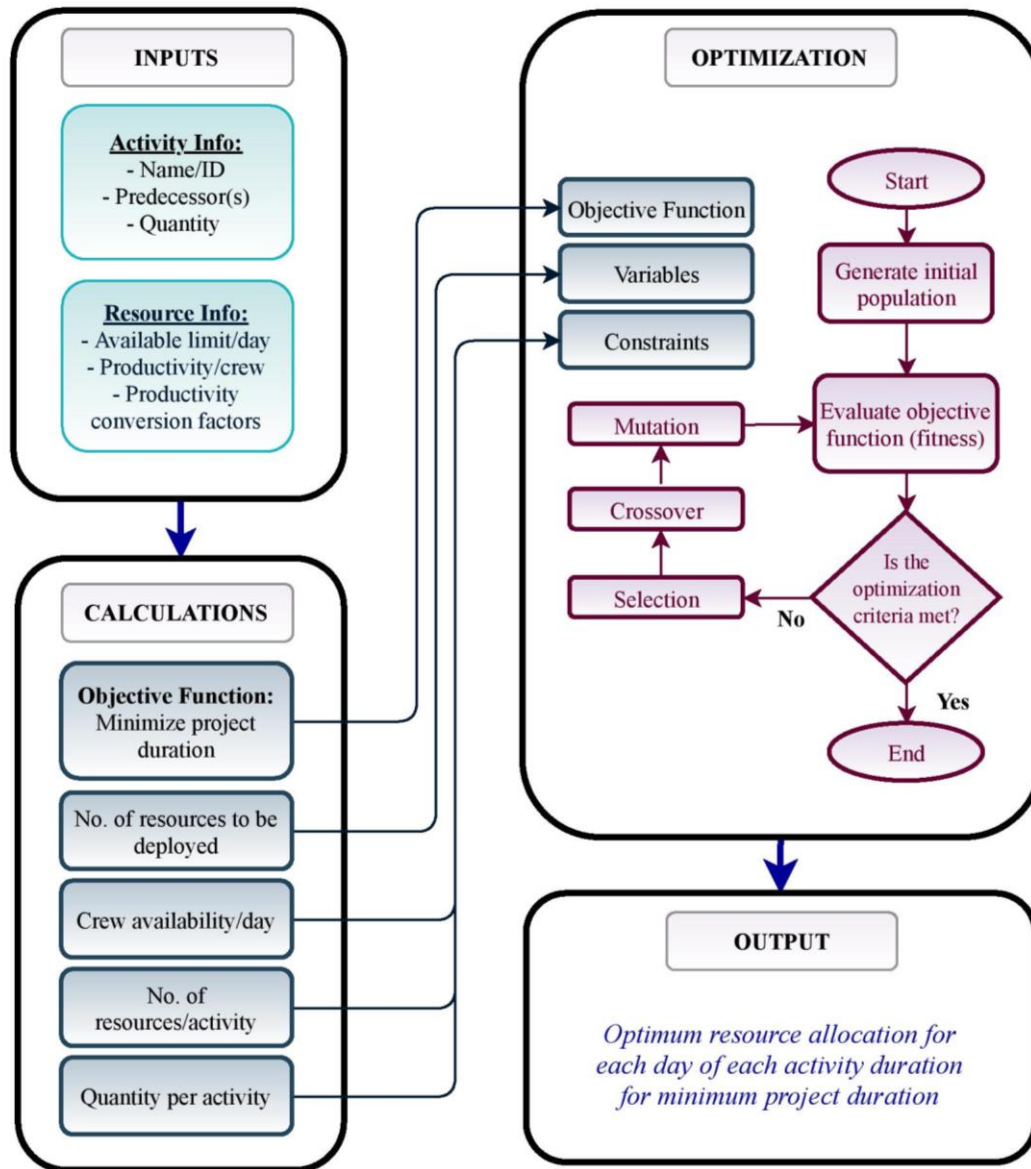 INPUTS
Activity Info:
- Name/ID
- Predecessor(s)
- Quantity
Resource Info:
- Available limit/day
- Productivity/crew
- Productivity
conversion factors
CALCULATIONS
Objective Function:
Minimize project
duration
No. of resources to be
deployed
Crew availability/day
No. of
resources/activity
Quantity per activity
OPTIMIZATION
Objective Function
Variables
Constraints
Start
Generate initial
population
Evaluate objective
function (fitness)
Is the
optimization
criteria met?
No
Selection
Crossover
Mutation
Yes
End
OUTPUT
Optimum resource allocation for
each day of each activity duration
for minimum project duration